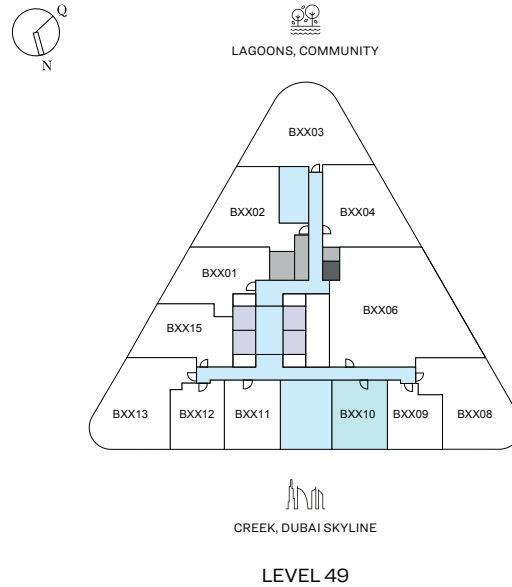 Q
N
LAGOONS, COMMUNITY
BXX03
BXX02
BXX04
BXX01
BXX06
BXX15
BXX13
BXX12
BXX11
BXX10
BXX09
BXX08
CREEK, DUBAI SKYLINE
LEVEL 49